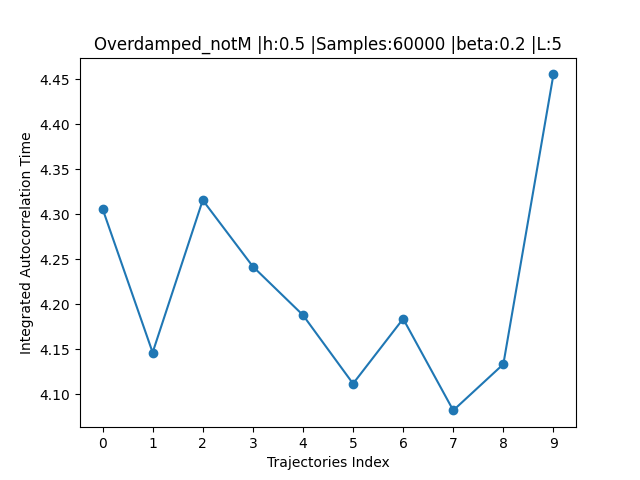 Overdamped_notM |h:0.5 |Samples:60000 |beta:0.2 |L:5
4.45
4.40
4.35
4.30
4.25
4.20
4.15
4.10
Integrated Autocorrelation Time
0 1 2 3 4 5 6 7 8 9
Trajectories Index